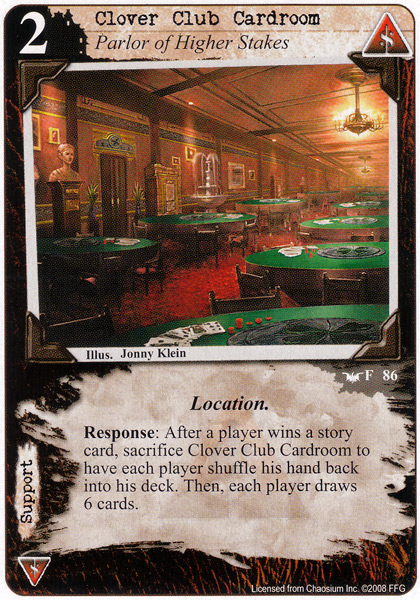 2
Clover Club Cardroom
Parlor of Higher Stakes
Illus. Jonny Klein
F 86
Location.
Response: After a player wins a story
card, sacrifice Clover Club Cardroom to
have each player shuffle his hand back
into his deck. Then, each player draws
6 cards.
Support
Licensed from Chaosium Inc. ©2008 FFG